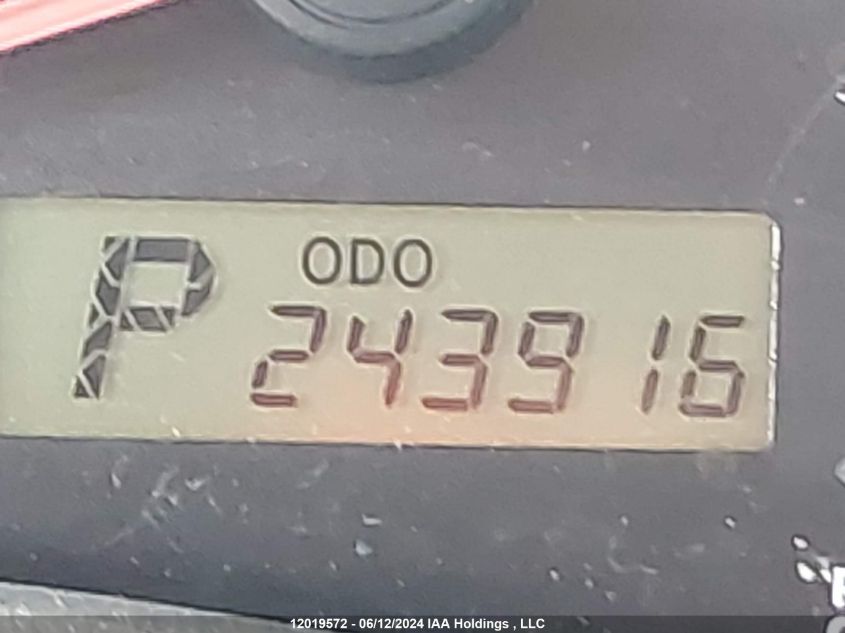 P ODO
243916
12019572 - 06/12/2024 IAA Holdings , LLC